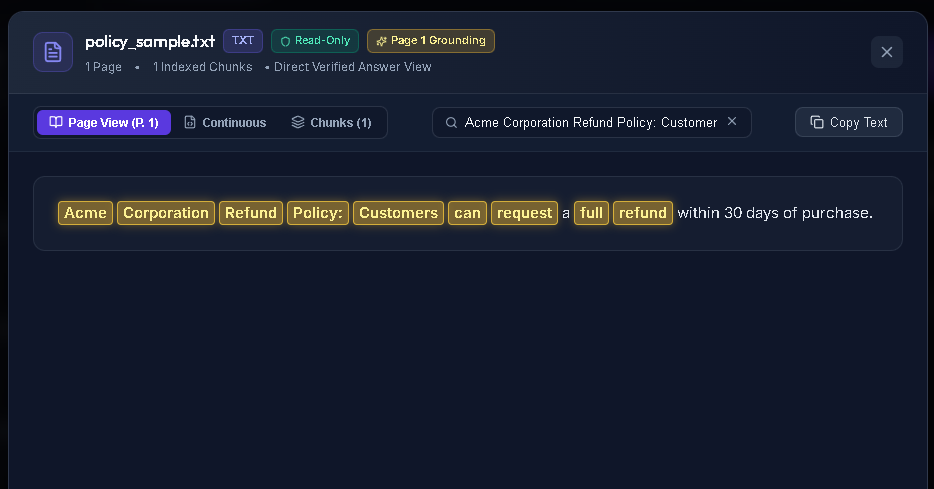 policy_sample.txt TXT Read-Only Page 1 Grounding
1 Page • 1 Indexed Chunks • Direct Verified Answer View
Page View (P. 1) Continuous Chunks (1) Acme Corporation Refund Policy: Customer Copy Text
Acme Corporation Refund Policy: Customers can request a full refund within 30 days of purchase.